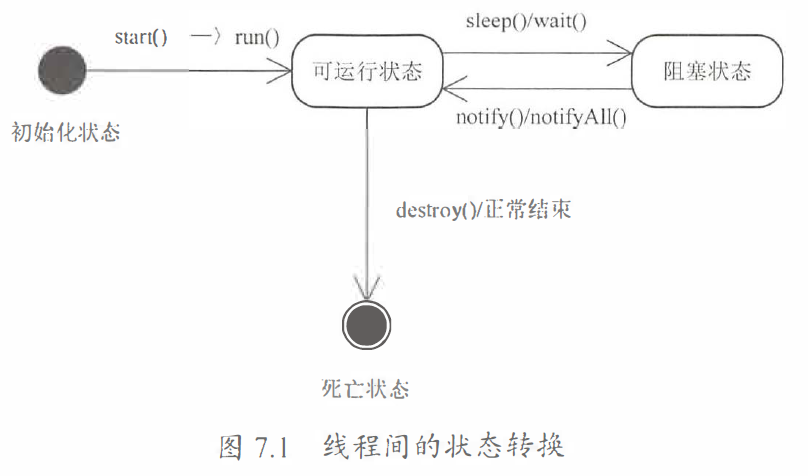 start() —〉run()
sleep()/wait()
可运行状态
阻塞状态
初始化状态
notify()/notifyAll()
destroy()/正常结束
死亡状态
图 7.1 线程间的状态转换